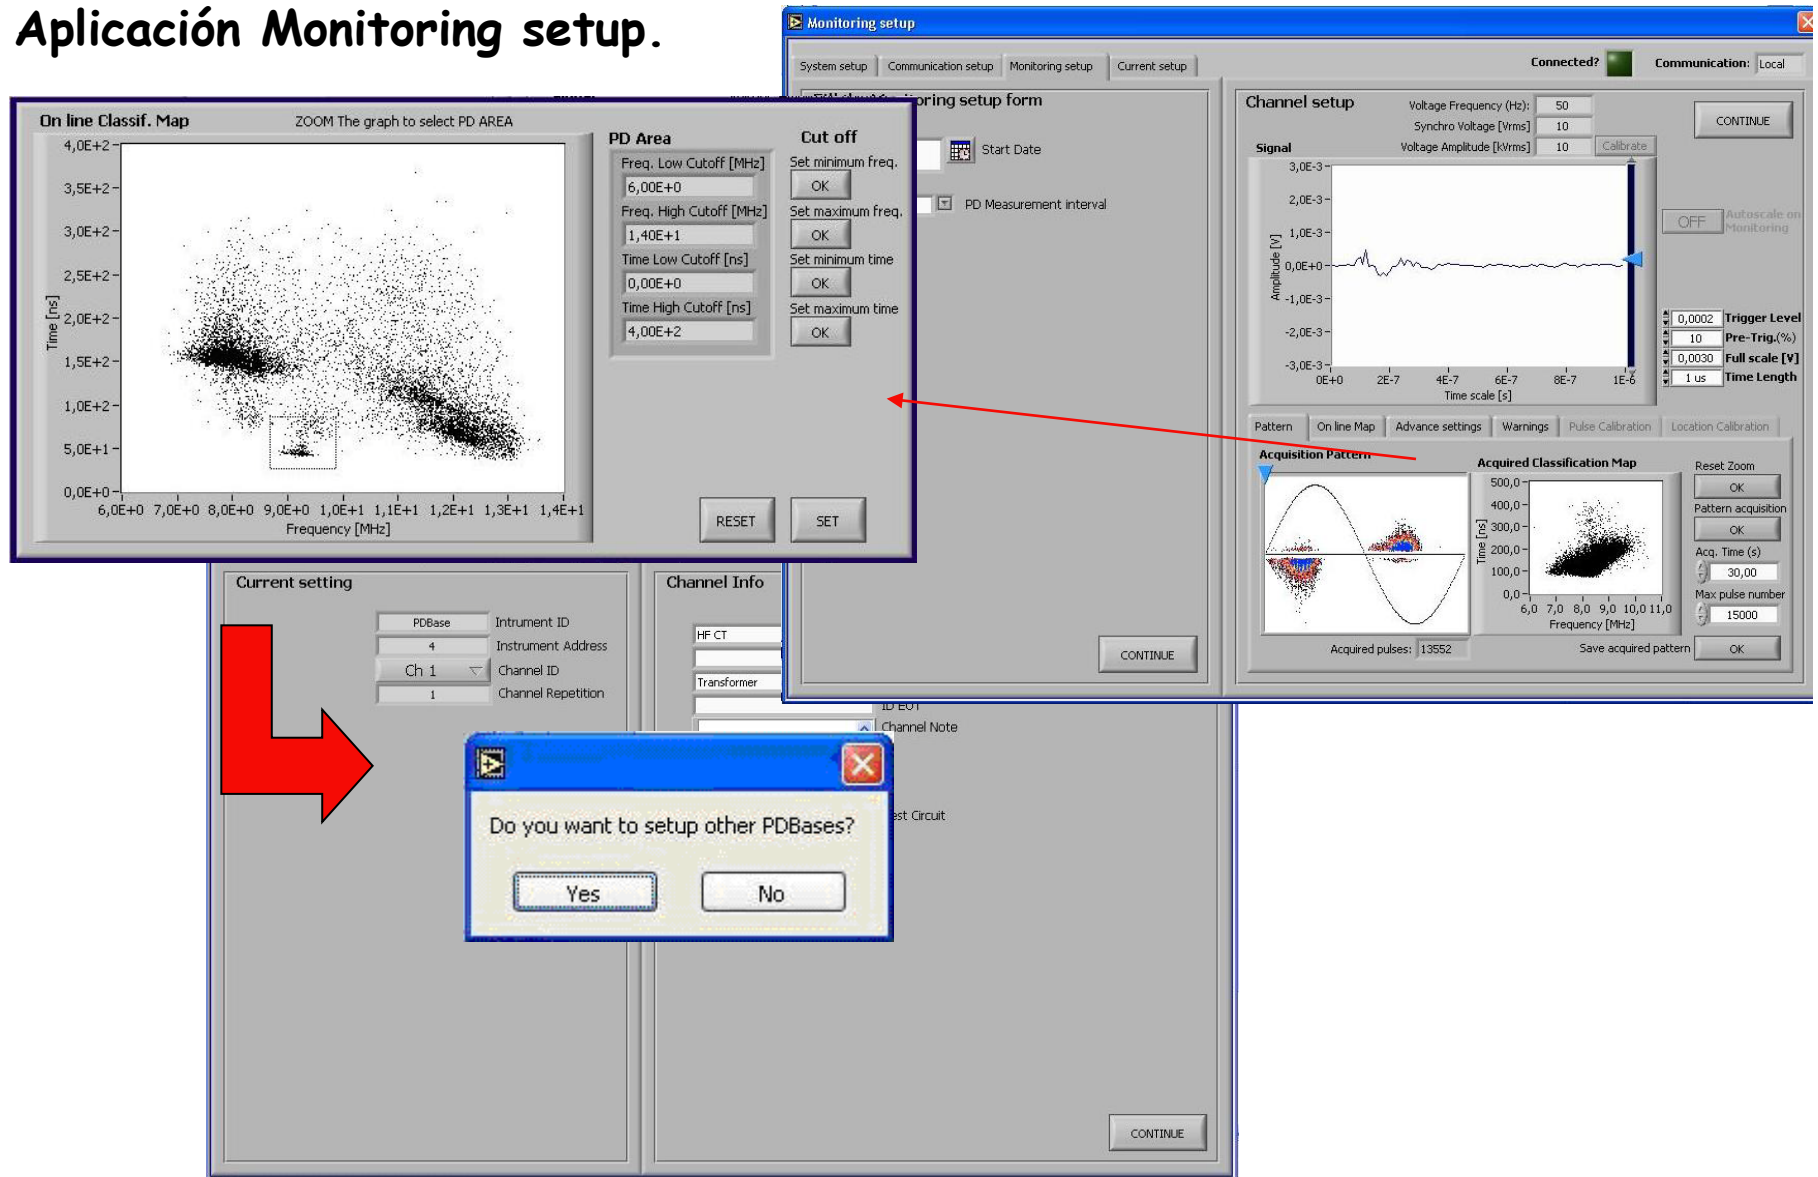 Aplicación Monitoring setup.
Monitoring setup
System setup
Communication setup
Monitoring setup
Current setup
Connected?
Communication: Local
ring setup form
Start Date
PD Measurement interval
CONTINUE
Channel setup
Voltage Frequency (Hz): 50
Synchro Voltage [Vrms] 10
Voltage Amplitude [kVrms] 10
Calibrate
CONTINUE
Signal
3,0E-3
2,0E-3
1,0E-3
0,0E+0
-1,0E-3
-2,0E-3
-3,0E-3
Amplitude [V]
0E+0 2E-7 4E-7 6E-7 8E-7 1E-6
Time scale [s]
OFF
Autoscale on
Monitoring
0,0002 Trigger Level
10 Pre-Trig.(%)
0,0030 Full scale [V]
1 us Time Length
Pattern
On line Map
Advance settings
Warnings
Pulse Calibration
Location Calibration
Acquisition Pattern
Acquired pulses: 13552
Acquired Classification Map
500,0
400,0
300,0
200,0
100,0
0,0
Time [ns]
6,0 7,0 8,0 9,0 10,0 11,0
Frequency [MHz]
Reset Zoom
OK
Pattern acquisition
OK
Acq. Time (s)
30,00
Max pulse number
15000
Save acquired pattern OK
On line Classif. Map
ZOOM The graph to select PD AREA
4,0E+2
3,5E+2
3,0E+2
2,5E+2
2,0E+2
1,5E+2
1,0E+2
5,0E+1
0,0E+0
Time [ns]
6,0E+0 7,0E+0 8,0E+0 9,0E+0 1,0E+1 1,1E+1 1,2E+1 1,3E+1 1,4E+1
Frequency [MHz]
PD Area
Freq. Low Cutoff [MHz]
6,00E+0
Freq. High Cutoff [MHz]
1,40E+1
Time Low Cutoff [ns]
0,00E+0
Time High Cutoff [ns]
4,00E+2
Cut off
Set minimum freq.
OK
Set maximum freq.
OK
Set minimum time
OK
Set maximum time
OK
RESET
SET
Current setting
PDBase Intrument ID
4 Instrument Address
Ch 1 Channel ID
1 Channel Repetition
Channel Info
HF CT
Transformer
ID EUT
Channel Note
est Circuit
Do you want to setup other PDBases?
Yes
No
CONTINUE